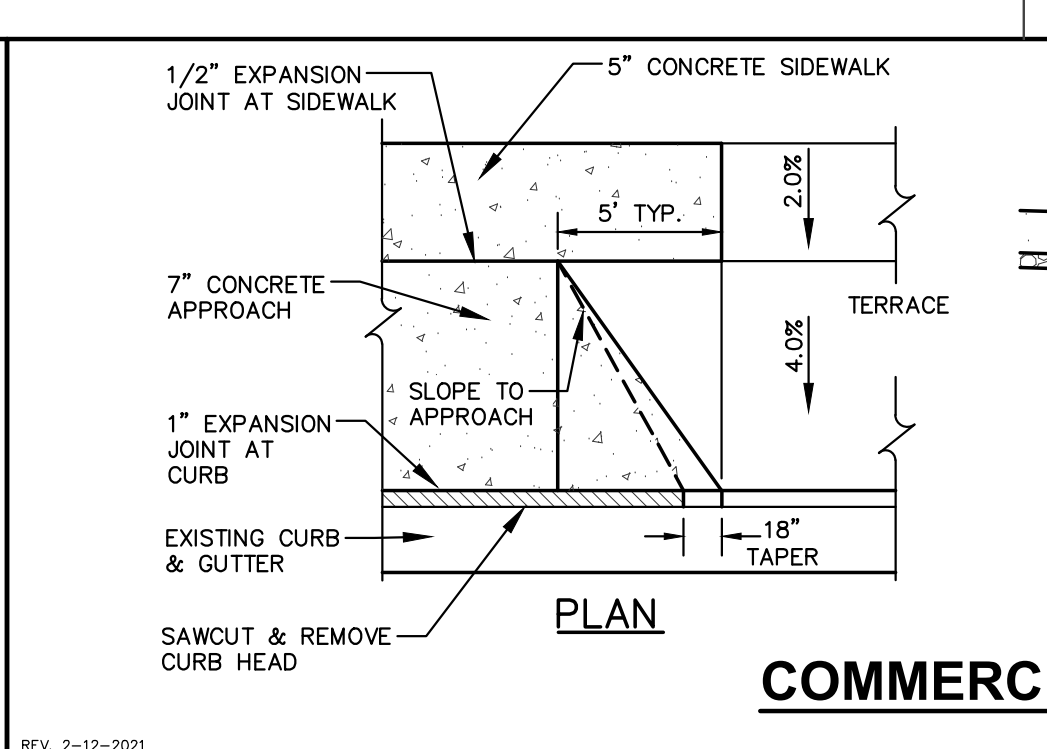 1/2" EXPANSION
JOINT AT SIDEWALK
5" CONCRETE SIDEWALK
2.0%
5' TYP.
7" CONCRETE
APPROACH
TERRACE
4.0%
SLOPE TO
APPROACH
1" EXPANSION
JOINT AT
CURB
EXISTING CURB
& GUTTER
18"
TAPER
PLAN
SAWCUT & REMOVE
CURB HEAD
COMMERC
REV. 2-12-2021